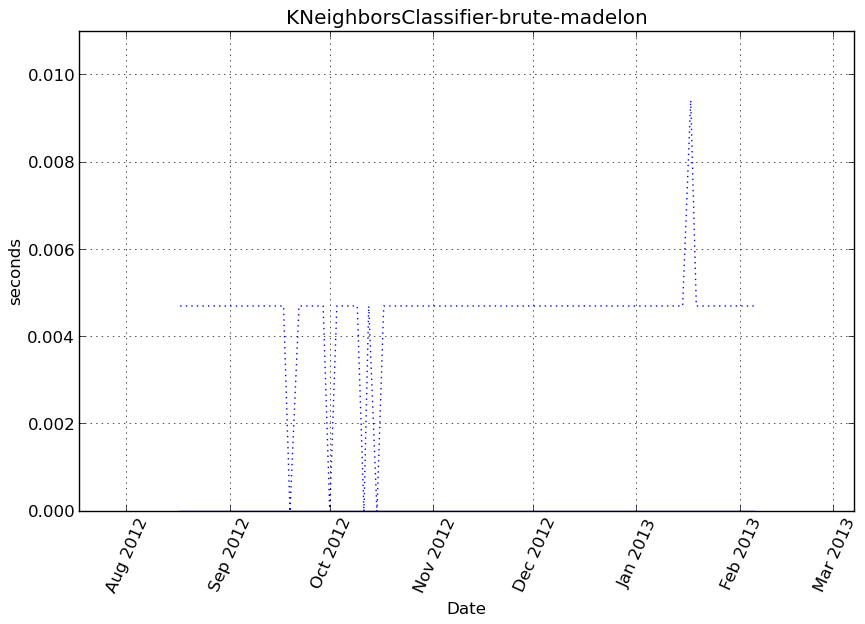 KNeighborsClassifier-brute-madelon
0.010
0.008
0.006
0.004
0.002
0.000
seconds
Aug 2012
Sep 2012
Oct 2012
Nov 2012
Dec 2012
Jan 2013
Feb 2013
Mar 2013
Date